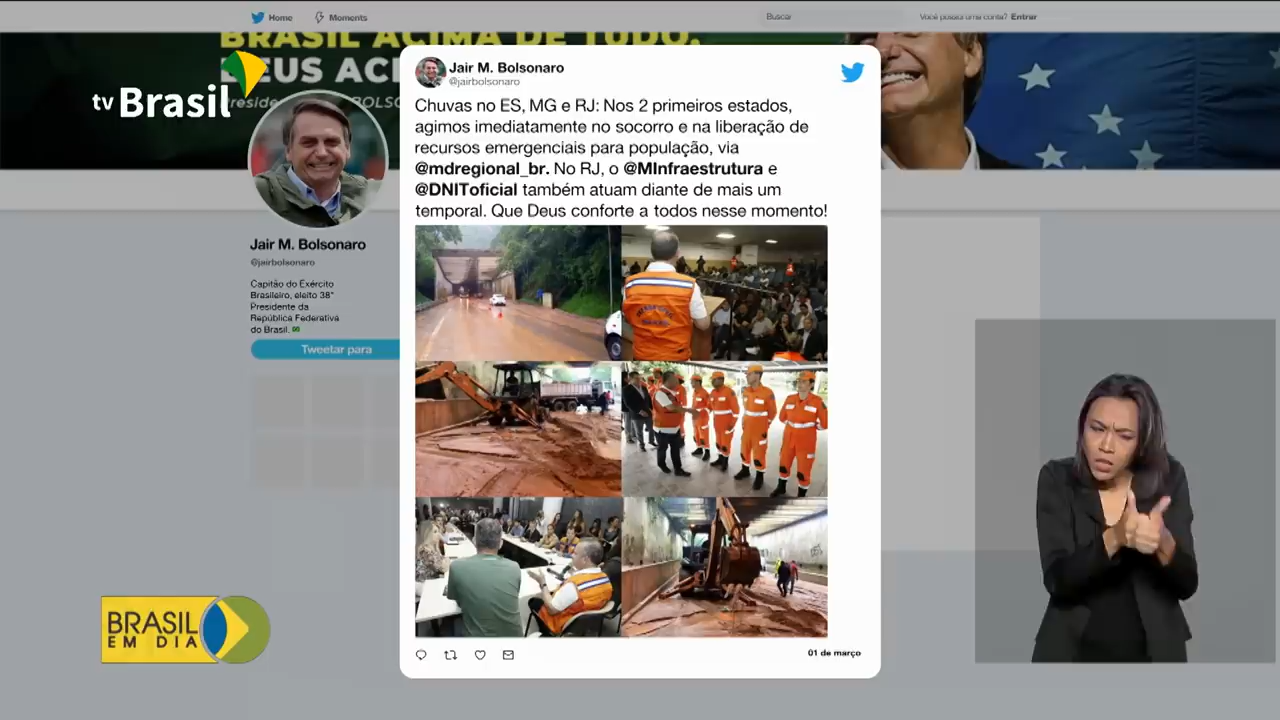 Home
Moments
Buscar
Você possui uma conta? Entrar
BRASIL ACIMA DE TUDO,
DEUS ACI
tv Brasil
BOLSO
Jair M. Bolsonaro
@jairbolsonaro
Capitão do Exército
Brasileiro, eleito 38°
Presidente da
República Federativa
do Brasil.
Tweetar para
Jair M. Bolsonaro
@jairbolsonaro
Chuvas no ES, MG e RJ: Nos 2 primeiros estados,
agimos imediatamente no socorro e na liberação de
recursos emergenciais para população, via
@mdregional_br. No RJ, o @MInfraestrutura e
@DNIToficial também atuam diante de mais um
temporal. Que Deus conforte a todos nesse momento!
01 de março
BRASIL
EM DIA